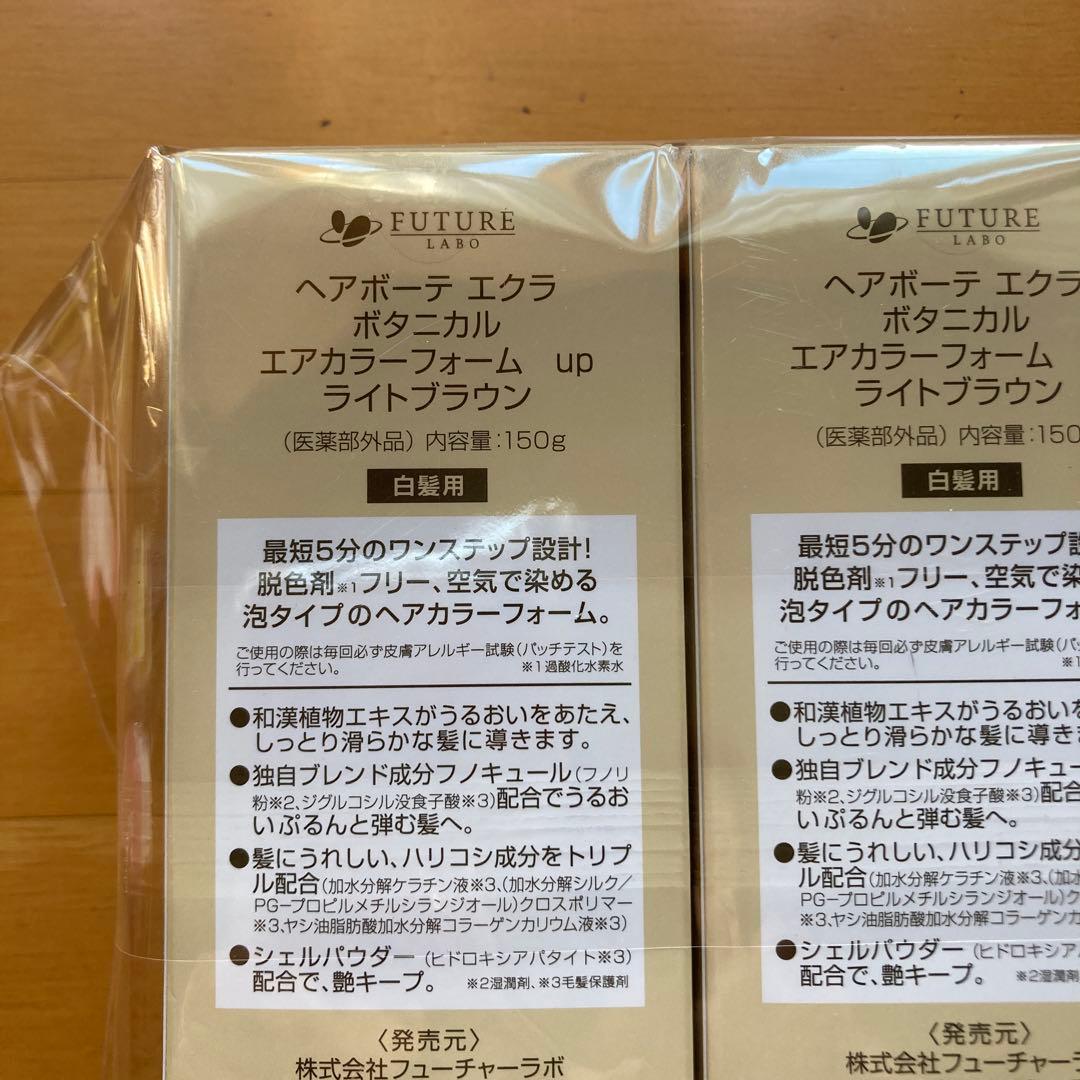 FUTURE
LABO
ヘアボーテ エクラ
ボタニカル
エアカラーフォーム up
ライトブラウン
(医薬部外品) 内容量:150g
白髪用
最短5分のワンステップ設計!
脱色剤※1フリー、空気で染める
泡タイプのヘアカラーフォーム。
ご使用の際は毎回必ず皮膚アレルギー試験(パッチテスト)を
行ってください。 ※1過酸化水素水
●和漢植物エキスがうるおいをあたえ、
しっとり滑らかな髪に導きます。
●独自ブレンド成分フノキュール(フノリ
粉※2、ジグルコシル没食子酸※3)配合でうるお
いぷるんと弾む髪へ。
●髪にうれしい、ハリコシ成分をトリプ
ル配合(加水分解ケラチン液※3、(加水分解シルク/
PG-プロピルメチルシランジオール)クロスポリマー
※3、ヤシ油脂肪酸加水分解コラーゲンカリウム液※3)
●シェルパウダー(ヒドロキシアパタイト※3)
配合で、艶キープ。 ※2湿潤剤、※3毛髪保護剤
〈発売元〉
株式会社フューチャーラボ
FUTURE
LABO
ヘアボーテ エクラ
ボタニカル
エアカラーフォーム
ライトブラウン
(医薬部外品) 内容量:150
白髪用
最短5分のワンステップ設
脱色剤※1フリー、空気で染
泡タイプのヘアカラーフォ
ご使用の際は毎回必ず皮膚アレルギー試験(パッ
行ってください。 ※1
●和漢植物エキスがうるおいを
しっとり滑らかな髪に導きま
●独自ブレンド成分フノキュー
粉※2、ジグルコシル没食子酸※3)配合
いぷるんと弾む髪へ。
●髪にうれしい、ハリコシ成分
ル配合(加水分解ケラチン液※3、(加水
PG-プロピルメチルシランジオール)ク
※3、ヤシ油脂肪酸加水分解コラーゲンカ
●シェルパウダー(ヒドロキシア
配合で、艶キープ。 ※2湿潤剤
〈発売元〉
株式会社フューチャーラ